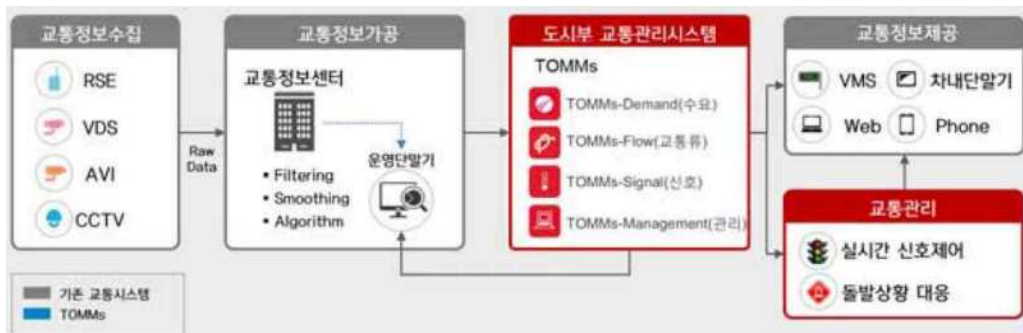 교통정보수집
RSE
VDS
AVI
CCTV
Raw
Data
교통정보가공
교통정보센터
운영단말기
• Filtering
• Smoothing
• Algorithm
도시부 교통관리시스템
TOMMs
TOMMs-Demand(수요)
TOMMs-Flow(교통류)
TOMMs-Signal(신호)
TOMMs-Management(관리)
교통정보제공
VMS 차내단말기
Web Phone
교통관리
실시간 신호제어
돌발상황 대응
기존 교통시스템
TOMMs